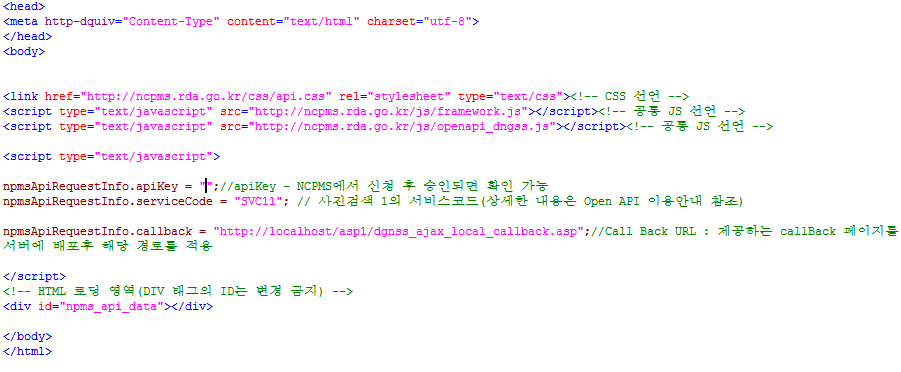 <head>
<meta http-dquiv="Content-Type" content="text/html" charset="utf-8">
</head>
<body>
<link href="http://ncpms.rda.go.kr/css/api.css" rel="stylesheet" type="text/css"><!-- CSS 선언 -->
<script type="text/javascript" src="http://ncpms.rda.go.kr/js/framework.js"></script><!-- 공통 JS 선언 -->
<script type="text/javascript" src="http://ncpms.rda.go.kr/js/openapi_dngss.js"></script><!-- 공통 JS 선언 -->
<script type="text/javascript">
npmsApiRequestInfo.apiKey = "";//apiKey - NCPMS에서 신청 후 승인되면 확인 가능
npmsApiRequestInfo.serviceCode = "SVC11"; // 사진검색 1의 서비스코드(상세한 내용은 Open API 이용안내 참조)
npmsApiRequestInfo.callback = "http://localhost/asp1/dgnss_ajax_local_callback.asp";//Call Back URL : 제공하는 callBack 페이지를
서버에 배포후 해당 경로를 적용
</script>
<!-- HTML 로딩 영역(DIV 태그의 ID는 변경 금지) -->
<div id="npms_api_data"></div>
</body>
</html>